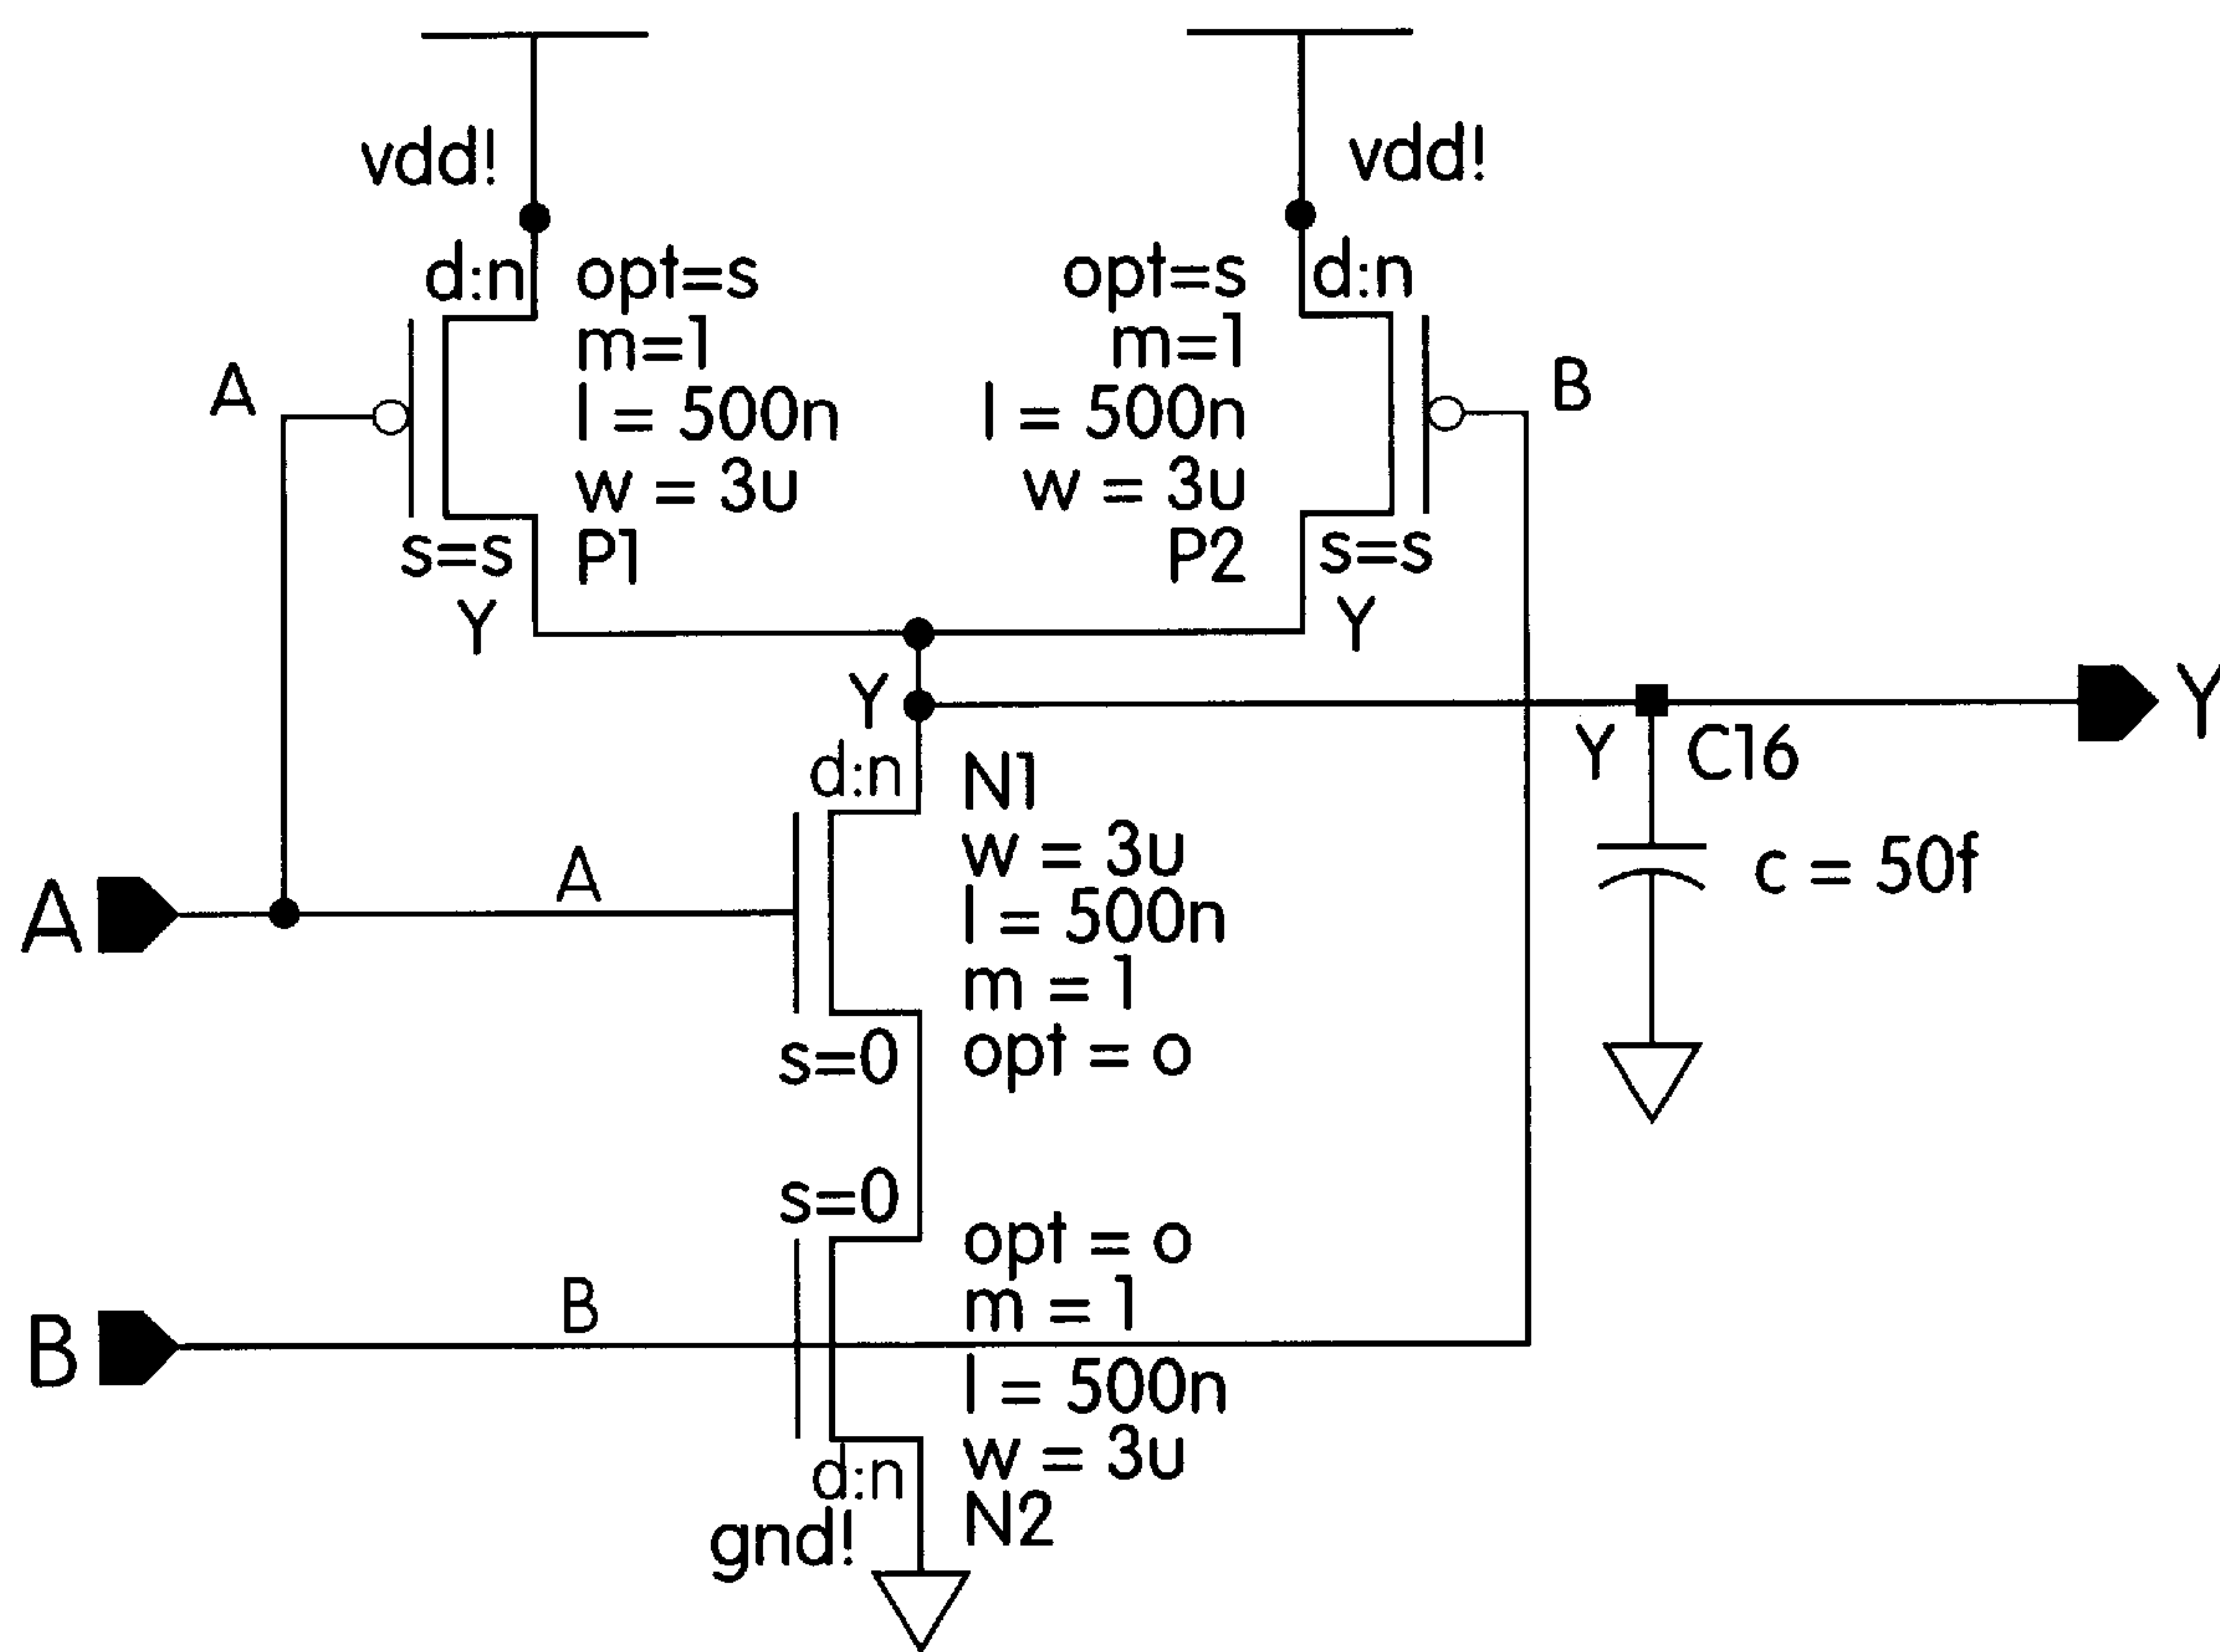 vdd!
vdd!
d:n
opt=s
opt=s
d:n
m=1
m=1
A
l = 500n
l = 500n
B
w = 3u
w = 3u
s=s
P1
P2
s=s
Y
Y
Y
Y
d:n
N1
Y
C16
A
w = 3u
c = 50f
A
l = 500n
m = 1
s=0
opt = o
s=0
opt = o
B
m = 1
B
l = 500n
d:n
w = 3u
gnd!
N2